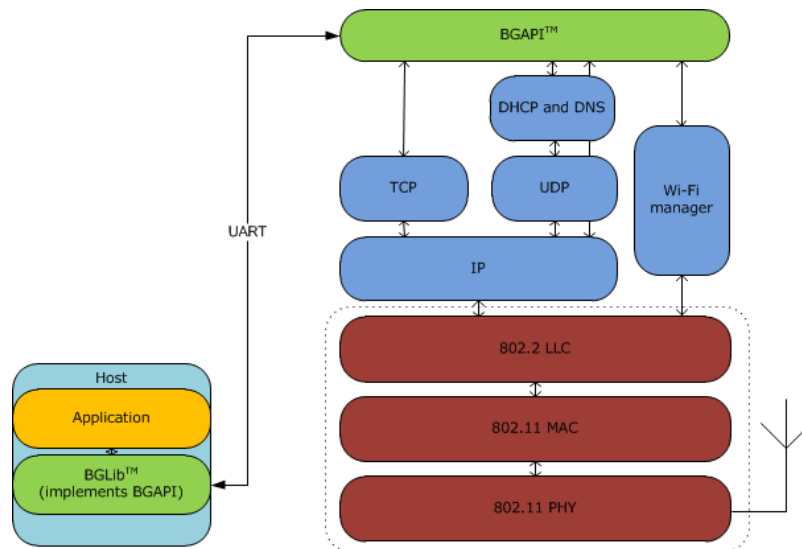 BGAPI™
DHCP and DNS
TCP
UDP
Wi-Fi
manager
UART
IP
802.2 LLC
Host
Application
802.11 MAC
BGLib™
(implements BGAPI)
802.11 PHY